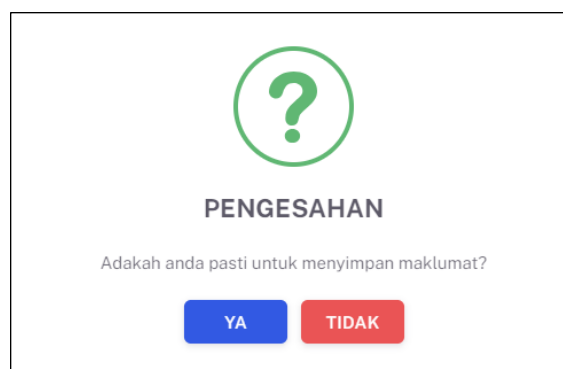 ?
PENGESAHAN
Adakah anda pasti untuk menyimpan maklumat?
YA TIDAK